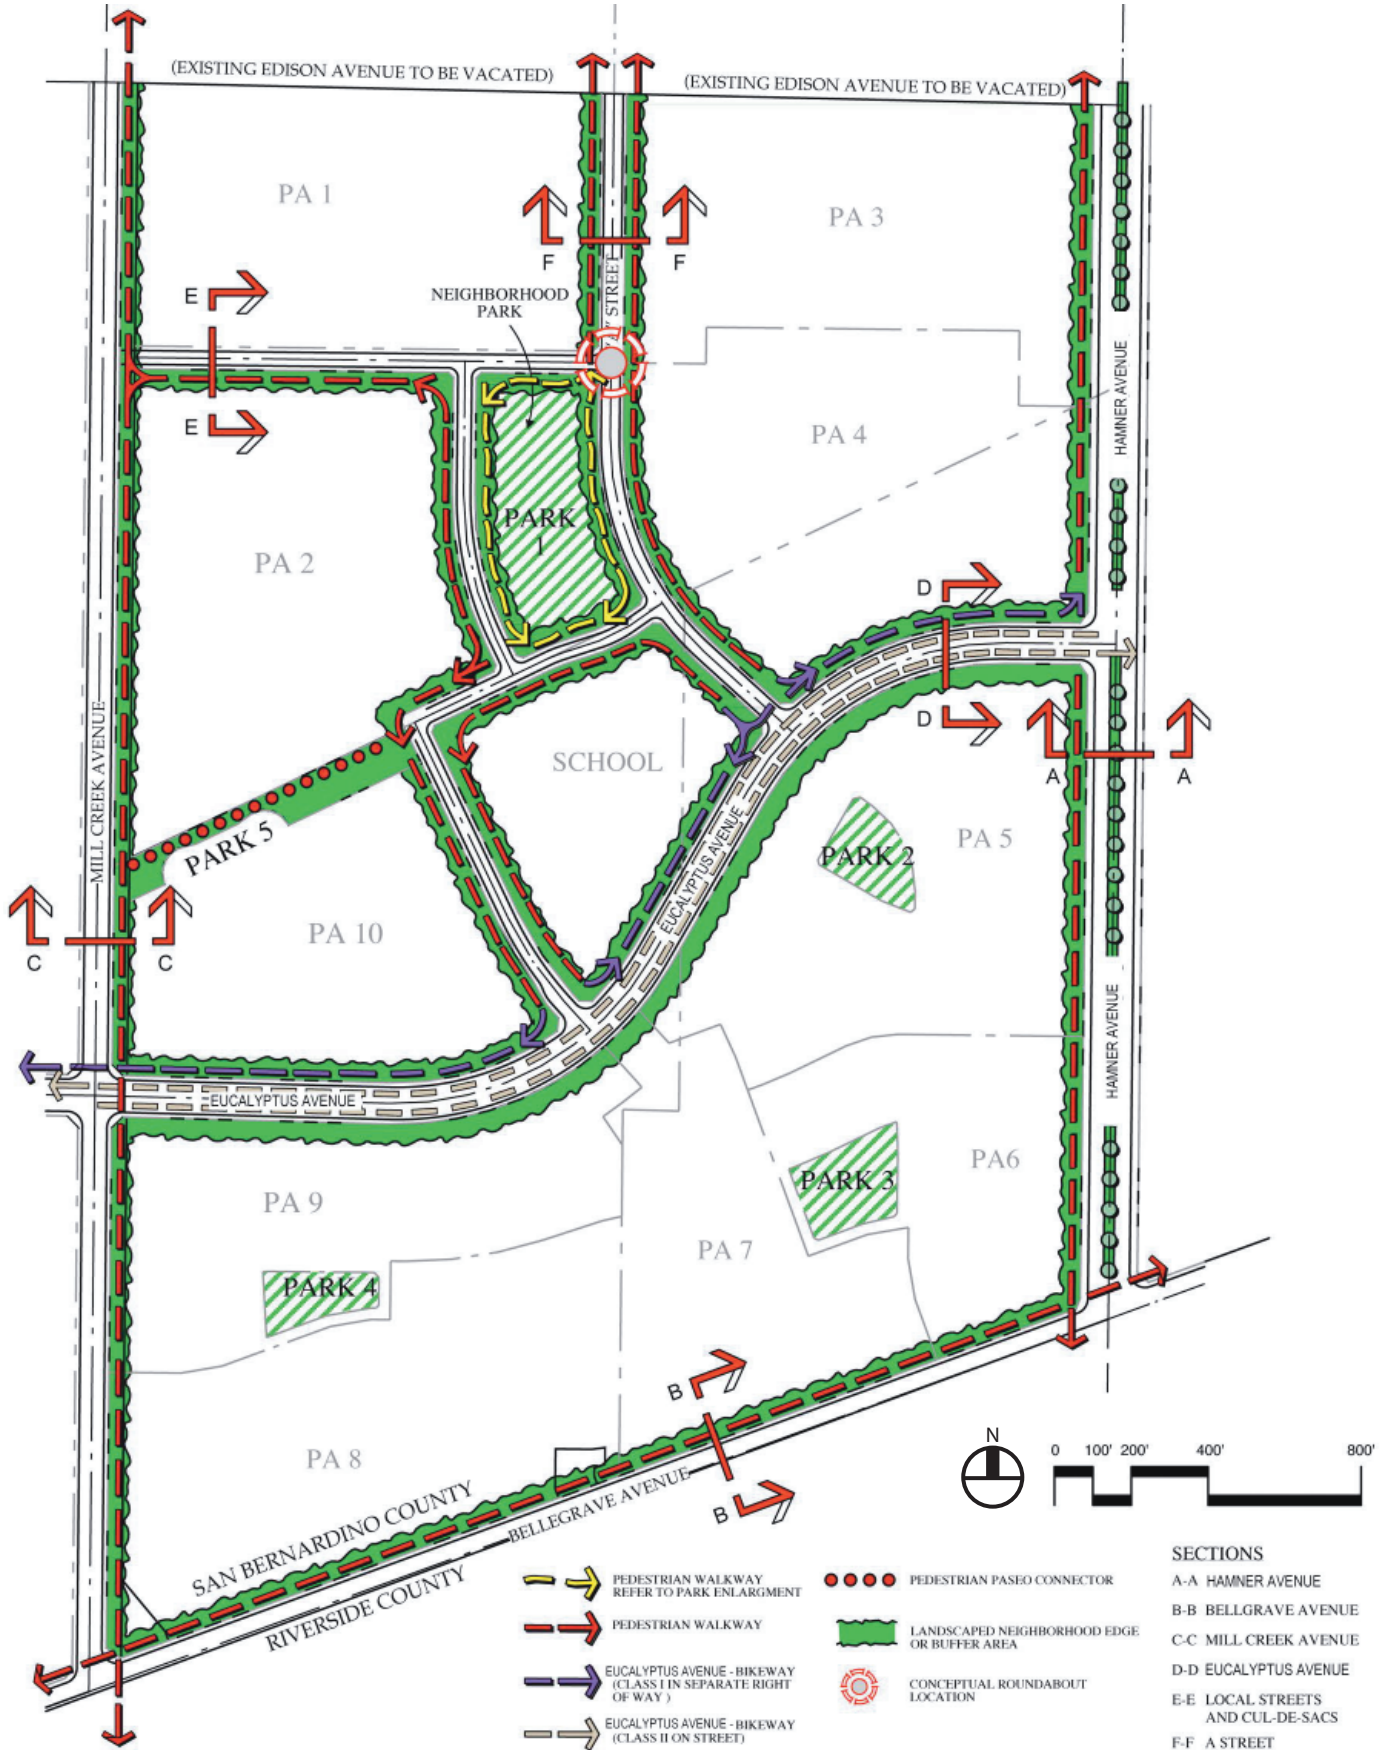 (EXISTING EDISON AVENUE TO BE VACATED)
(EXISTING EDISON AVENUE TO BE VACATED)
PA 1
PA 3
F
F
E
NEIGHBORHOOD
PARK
"A" STREET
HAMNER AVENUE
E
PA 4
PARK
1
PA 2
D
D
MILL CREEK AVENUE
SCHOOL
A
A
PARK 5
EUCALYPTUS AVENUE
PARK 2
PA 5
PA 10
C
C
HAMNER AVENUE
EUCALYPTUS AVENUE
PA 9
PARK 3
PA6
PA 7
PARK 4
B
B
PA 8
SAN BERNARDINO COUNTY
BELLEGRAVE AVENUE
RIVERSIDE COUNTY
N
0 100' 200' 400' 800'
PEDESTRIAN WALKWAY
REFER TO PARK ENLARGMENT
PEDESTRIAN WALKWAY
EUCALYPTUS AVENUE - BIKEWAY
(CLASS I IN SEPARATE RIGHT
OF WAY )
EUCALYPTUS AVENUE - BIKEWAY
(CLASS II ON STREET)
PEDESTRIAN PASEO CONNECTOR
LANDSCAPED NEIGHBORHOOD EDGE
OR BUFFER AREA
CONCEPTUAL ROUNDABOUT
LOCATION
SECTIONS
A-A HAMNER AVENUE
B-B BELLGRAVE AVENUE
C-C MILL CREEK AVENUE
D-D EUCALYPTUS AVENUE
E-E LOCAL STREETS
AND CUL-DE-SACS
F-F A STREET